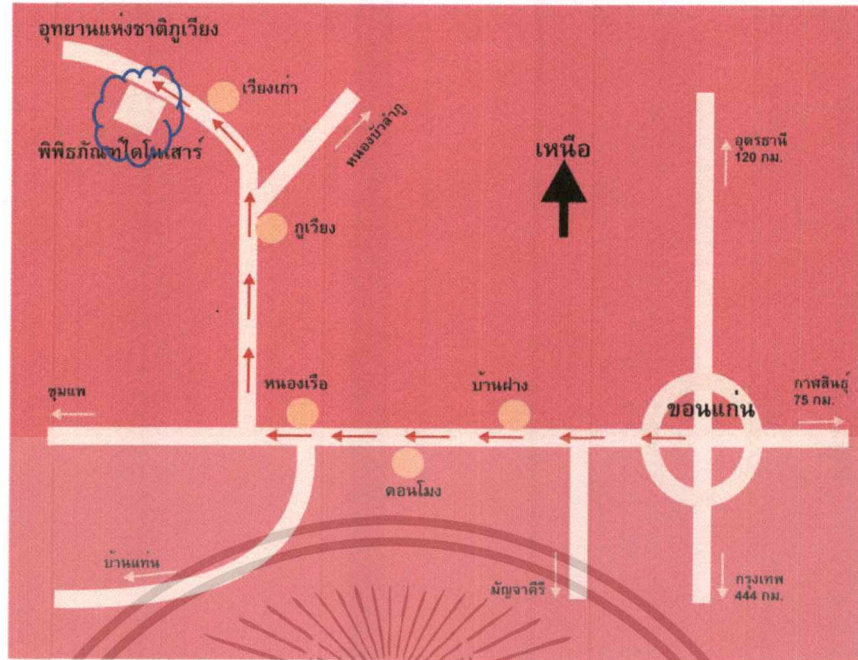 อุทยานแห่งชาติภูเวียง
เวียงเก่า
พิพิธภัณฑ์ไดโนเสาร์
หนองบัวลำภู
เหนือ
อุดรธานี
120 กม.
ภูเวียง
ชุมแพ
หนองเรือ
บ้านฝาง
ขอนแก่น
กาฬสินธุ์
75 กม.
ดอนโมง
บ้านแท่น
มัญจาคีรี
กรุงเทพ
444 กม.